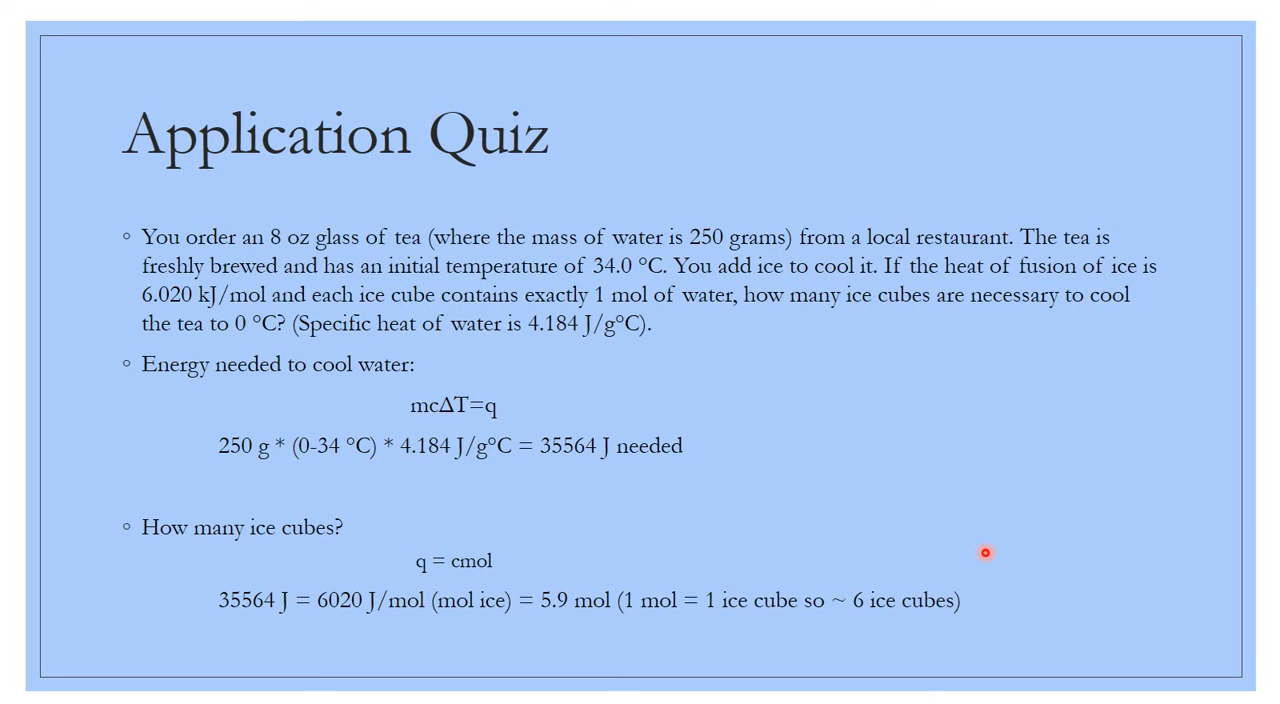 Application Quiz
◦ You order an 8 oz glass of tea (where the mass of water is 250 grams) from a local restaurant. The tea is
freshly brewed and has an initial temperature of 34.0 °C. You add ice to cool it. If the heat of fusion of ice is
6.020 kJ/mol and each ice cube contains exactly 1 mol of water, how many ice cubes are necessary to cool
the tea to 0 °C? (Specific heat of water is 4.184 J/g°C).
◦ Energy needed to cool water:
mcΔT=q
250 g * (0-34 °C) * 4.184 J/g°C = 35564 J needed
◦ How many ice cubes?
q = cmol
35564 J = 6020 J/mol (mol ice) = 5.9 mol (1 mol = 1 ice cube so ~ 6 ice cubes)